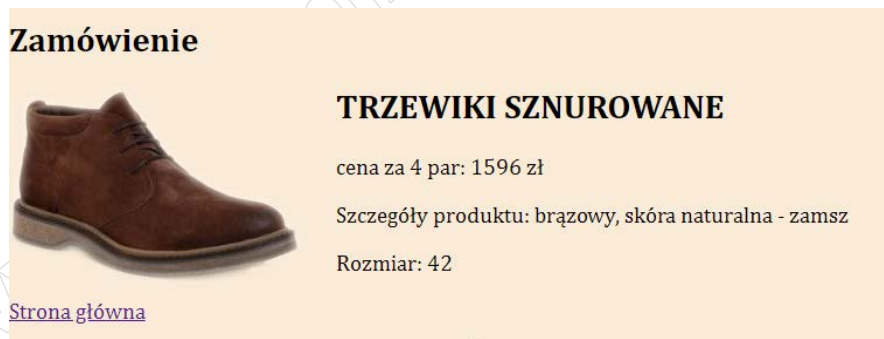 Zamówienie
TRZEWIKI SZNUROWANE
cena za 4 par: 1596 zł
Szczegóły produktu: brązowy, skóra naturalna - zamsz
Rozmiar: 42
Strona główna